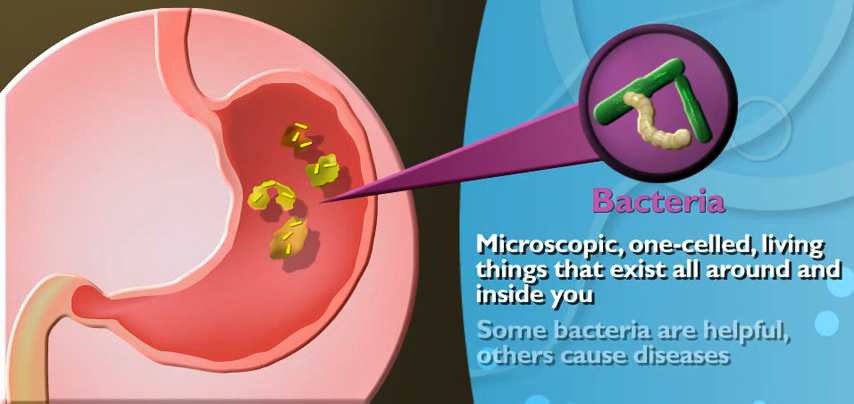 Bacteria
Microscopic, one-celled, living
things that exist all around and
inside you
Some bacteria are helpful,
others cause diseases